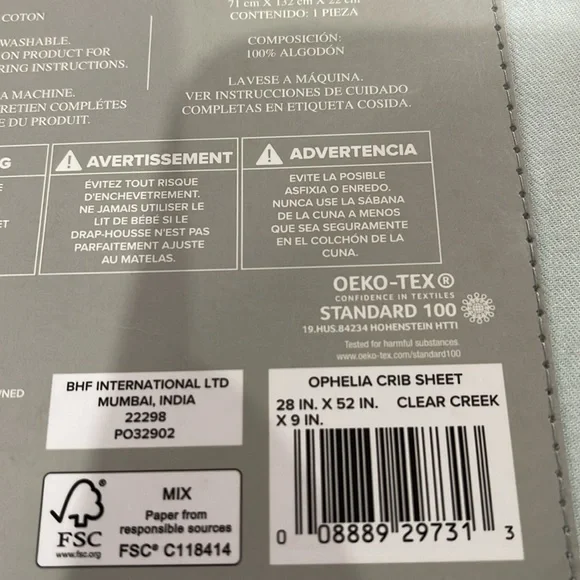 71 cm X 132 cm X 22 cm
CONTENIDO: 1 PIEZA
COTON
COMPOSICIÓN:
100% ALGODÓN
WASHABLE.
ON PRODUCT FOR
RING INSTRUCTIONS.
LAVESE A MÁQUINA.
VER INSTRUCCIONES DE CUIDADO
COMPLETAS EN ETIQUETA COSIDA.
A MACHINE.
RETIEN COMPLÉTES
E DU PRODUIT.
G
AVERTISSEMENT
ÉVITEZ TOUT RISQUE
D'ENCHEVETREMENT.
NE JAMAIS UTILISER LE
LIT DE BÉBÉ SI LE
DRAP-HOUSSE N'EST PAS
PARFAITEMENT AJUSTE
AU MATELAS.
ADVERTENCIA
EVITE LA POSIBLE
ASFIXIA O ENREDO.
NUNCA USE LA SÁBANA
DE LA CUNA A MENOS
QUE SEA SEGURAMENTE
EN EL COLCHÓN DE LA
CUNA.
OEKO-TEX®
CONFIDENCE IN TEXTILES
STANDARD 100
19.HUS.84234 HOHENSTEIN HTTI
Tested for harmful substances.
www.oeko-tex.com/standard100
WNED
BHF INTERNATIONAL LTD
MUMBAI, INDIA
22298
PO32902
FSC
www.fsc.org
MIX
Paper from
responsible sources
FSC® C118414
OPHELIA CRIB SHEET
28 IN. X 52 IN. CLEAR CREEK
X 9 IN.
0 08889 29731 3